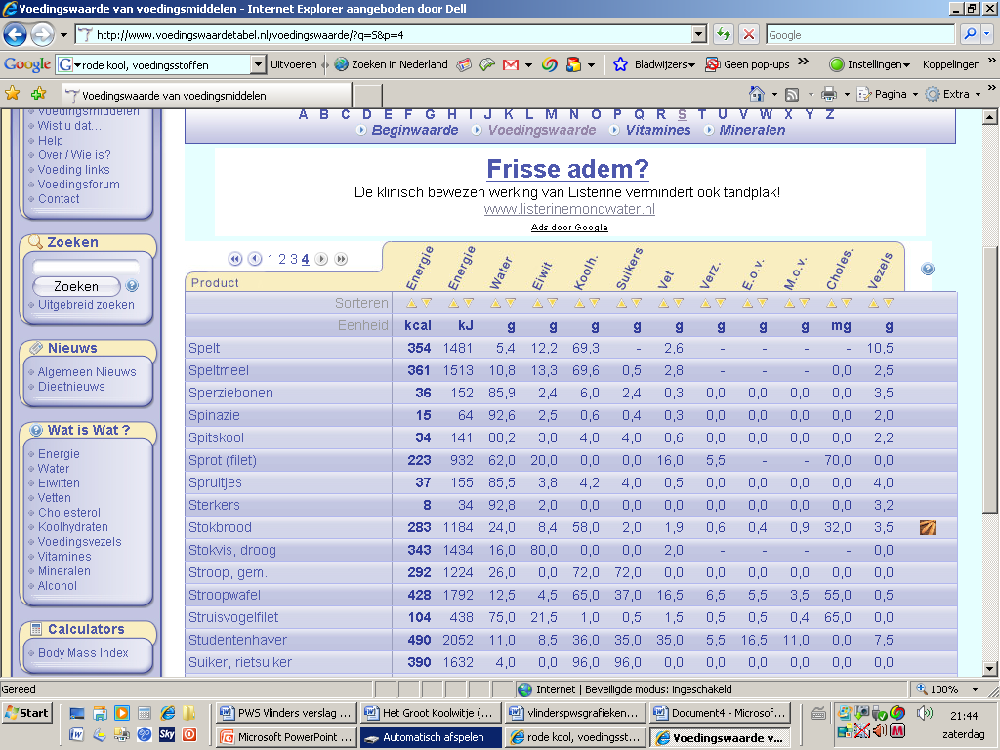 Voedingswaarde van voedingsmiddelen - Internet Explorer aangeboden door Dell
http://www.voedingswaardetabel.nl/voedingswaarde/?q=S&p=4
Google
Google G rode kool, voedingsstoffen Uitvoeren Zoeken in Nederland Bladwijzers Geen pop-ups » Instellingen Koppelingen »
Voedingswaarde van voedingsmiddelen Pagina Extra »
voedingsmiddelen
Wist u dat...
Help
Over / Wie is?
Voeding links
Voedingsforum
Contact
Zoeken
Zoeken
Uitgebreid zoeken
Nieuws
Algemeen Nieuws
Dieetnieuws
Wat is Wat ?
Energie
Water
Eiwitten
Vetten
Cholesterol
Koolhydraten
Voedingsvezels
Vitamines
Mineralen
Alcohol
Calculators
Body Mass Index
A B C D E F G H I J K L M N O P Q R S T U V W X Y Z
Beginwaarde Voedingswaarde Vitamines Mineralen
Frisse adem?
De klinisch bewezen werking van Listerine vermindert ook tandplak!
www.listerinemondwater.nl
Ads door Google
1 2 3 4
Product Energie Energie Water Eiwit Koolh. Suikers Vet Verz. E.o.v. M.o.v. Choles. Vezels
Sorteren
Eenheid kcal kJ g g g g g g g g mg g
Spelt 354 1481 5,4 12,2 69,3 - 2,6 - - - - 10,5
Speltmeel 361 1513 10,8 13,3 69,6 0,5 2,8 - - - 0,0 2,5
Sperziebonen 36 152 85,9 2,4 6,0 2,4 0,3 0,0 0,0 0,0 0,0 3,5
Spinazie 15 64 92,6 2,5 0,6 0,4 0,3 0,0 0,0 0,0 0,0 2,0
Spitskool 34 141 88,2 3,0 4,0 4,0 0,6 0,0 0,0 0,0 0,0 2,2
Sprot (filet) 223 932 62,0 20,0 0,0 0,0 16,0 5,5 - - 70,0 0,0
Spruitjes 37 155 85,5 3,8 4,2 4,0 0,5 0,0 0,0 0,0 0,0 4,0
Sterkers 8 34 92,8 2,0 0,0 0,0 0,0 0,0 0,0 0,0 0,0 3,2
Stokbrood 283 1184 24,0 8,4 58,0 2,0 1,9 0,6 0,4 0,9 32,0 3,5
Stokvis, droog 343 1434 16,0 80,0 0,0 0,0 2,0 - - - - 0,0
Stroop, gem. 292 1224 26,0 0,0 72,0 72,0 0,0 0,0 0,0 0,0 0,0 0,0
Stroopwafel 428 1792 12,5 4,5 65,0 37,0 16,5 6,5 5,5 3,5 55,0 0,5
Struisvogelfilet 104 438 75,0 21,5 1,0 0,5 1,5 0,5 0,5 0,4 65,0 0,0
Studentenhaver 490 2052 11,0 8,5 36,0 35,0 35,0 5,5 16,5 11,0 0,0 7,5
Suiker, rietsuiker 390 1632 4,0 0,0 96,0 96,0 0,0 0,0 0,0 0,0 0,0 0,0
Gereed Internet | Beveiligde modus: ingeschakeld 100%
Start PWS Vlinders verslag ... Het Groot Koolwitje (... vlinderspwsgrafieken... Document4 - Microsof... 21:44
Sky Microsoft PowerPoint ... Automatisch afspelen rode kool, voedingsst... Voedingswaarde v... zaterdag